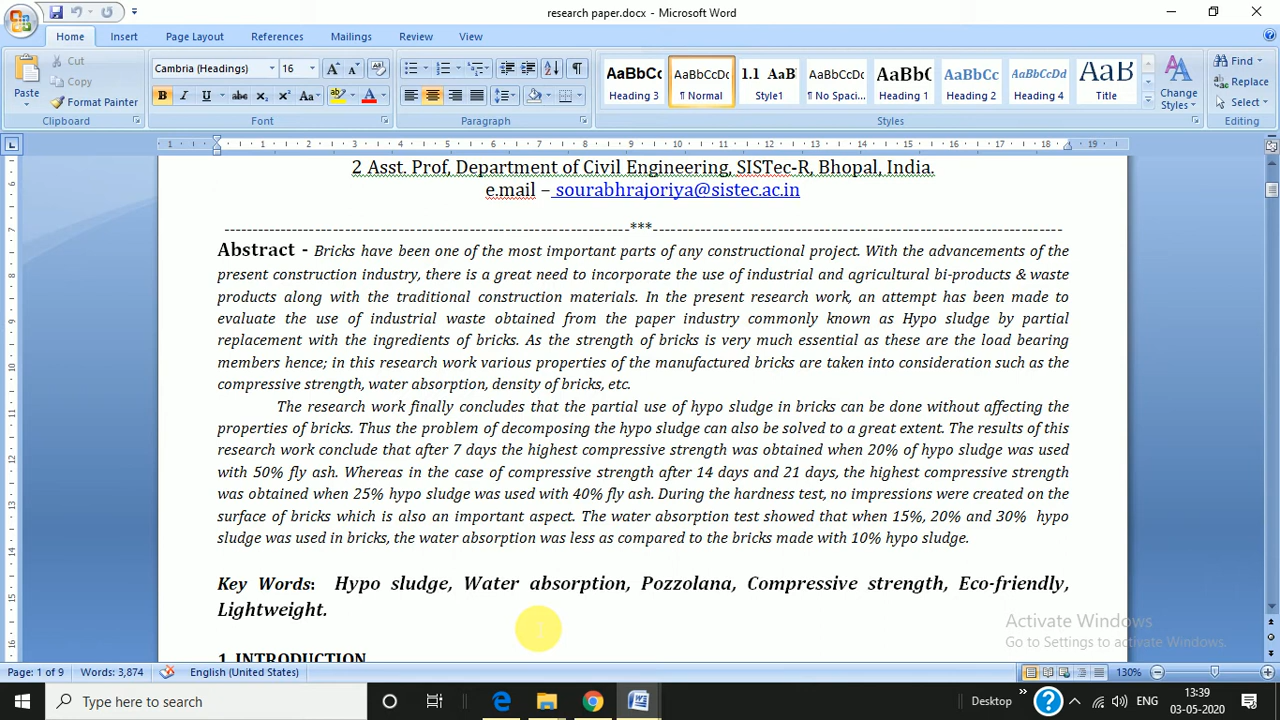 research paper.docx - Microsoft Word
Home Insert Page Layout References Mailings Review View
Paste
Cut
Copy
Format Painter
Clipboard
Cambria (Headings) 16
Font
Paragraph
AaBbCc AaBbCcDc 1.1 AaB AaBbCcDc AaBbCc AaBbCc AaBbCcDd AaBb
Heading 3 ¶ Normal Style1 ¶ No Spaci... Heading 1 Heading 2 Heading 4 Title
Change Styles
Styles
Find
Replace
Select
Editing
2 Asst. Prof, Department of Civil Engineering, SISTec-R, Bhopal, India.
e.mail – sourabhrajoriya@sistec.ac.in
***
Abstract - Bricks have been one of the most important parts of any constructional project. With the advancements of the
present construction industry, there is a great need to incorporate the use of industrial and agricultural bi-products & waste
products along with the traditional construction materials. In the present research work, an attempt has been made to
evaluate the use of industrial waste obtained from the paper industry commonly known as Hypo sludge by partial
replacement with the ingredients of bricks. As the strength of bricks is very much essential as these are the load bearing
members hence; in this research work various properties of the manufactured bricks are taken into consideration such as the
compressive strength, water absorption, density of bricks, etc.
The research work finally concludes that the partial use of hypo sludge in bricks can be done without affecting the
properties of bricks. Thus the problem of decomposing the hypo sludge can also be solved to a great extent. The results of this
research work conclude that after 7 days the highest compressive strength was obtained when 20% of hypo sludge was used
with 50% fly ash. Whereas in the case of compressive strength after 14 days and 21 days, the highest compressive strength
was obtained when 25% hypo sludge was used with 40% fly ash. During the hardness test, no impressions were created on the
surface of bricks which is also an important aspect. The water absorption test showed that when 15%, 20% and 30% hypo
sludge was used in bricks, the water absorption was less as compared to the bricks made with 10% hypo sludge.
Key Words: Hypo sludge, Water absorption, Pozzolana, Compressive strength, Eco-friendly,
Lightweight.
1. INTRODUCTION
Activate Windows
Go to Settings to activate Windows.
Page: 1 of 9 Words: 3,874 English (United States) 130%
Type here to search
Desktop
ENG
13:39
03-05-2020